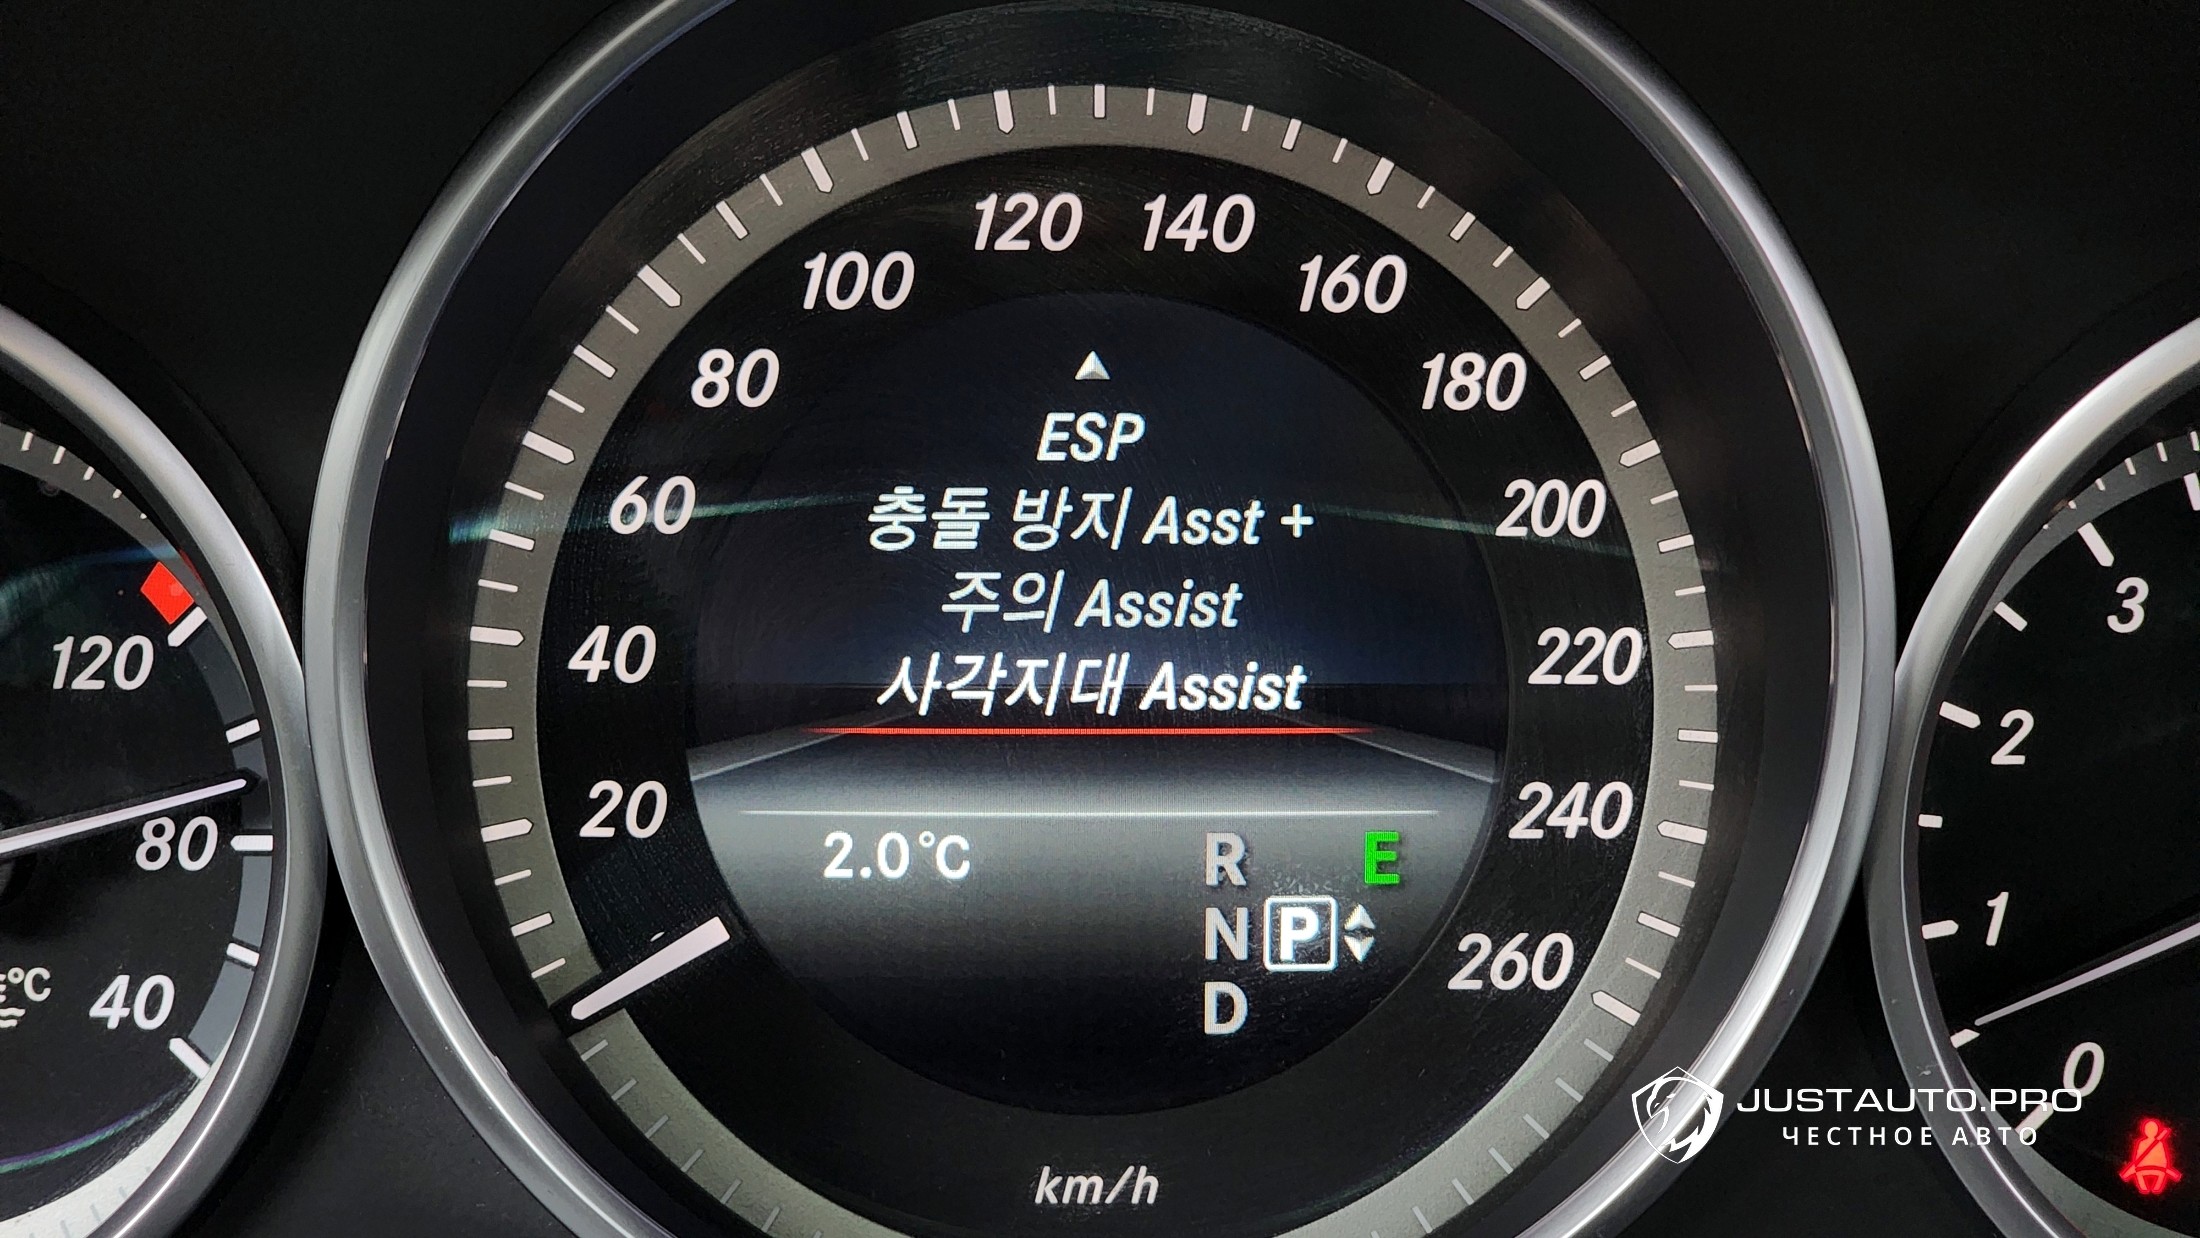 120 140
100 160
80 180
60 200
40 220
20 240
260
km/h
ESP
충돌 방지 Asst +
주의 Assist
사각지대 Assist
2.0°C
R E
N P
D
120
80
40
°C
3
2
1
0
JUSTAUTO.PRO
ЧЕСТНОЕ АВТО